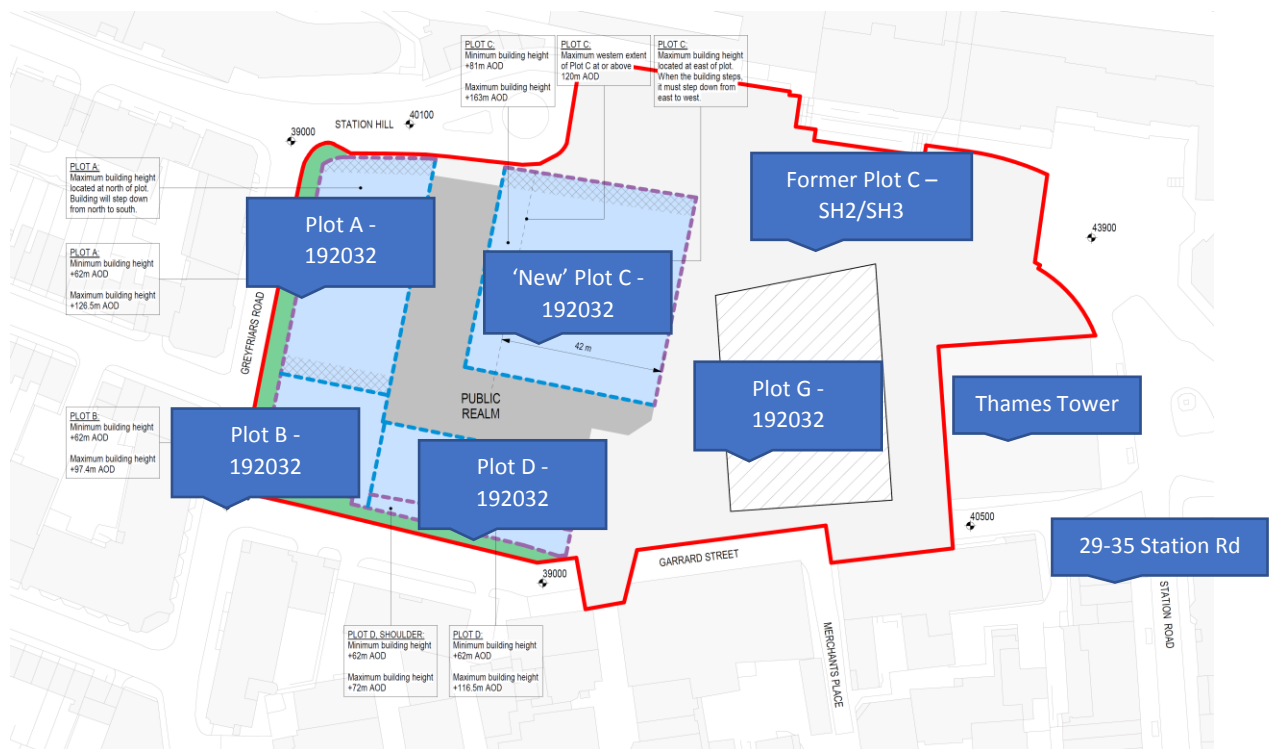 PLOT C:
Minimum building height
+81m AOD
Maximum building height
+163m AOD
PLOT C:
Maximum western extent
of Plot C at or above
120m AOD
PLOT C:
Maximum building height
located at east of plot.
When the building steps,
it must step down from
east to west.
STATION HILL
40100
39000
PLOT A:
Maximum building height
located at north of plot.
Building will step down
from north to south.
Former Plot C –
SH2/SH3
Plot A -
192032
43900
PLOT A:
Minimum building height
+62m AOD
Maximum building height
+126.5m AOD
'New' Plot C -
192032
GREYFRIARS ROAD
42 m
Plot G -
192032
Thames Tower
PUBLIC
REALM
PLOT B:
Minimum building height
+62m AOD
Maximum building height
+97.4m AOD
Plot B -
192032
Plot D -
192032
40500
29-35 Station Rd
GARRARD STREET
39000
STATION ROAD
MERCHANTS PLACE
PLOT D, SHOULDER:
Minimum building height
+62m AOD
Maximum building height
+72m AOD
PLOT D:
Minimum building height
+62m AOD
Maximum building height
+116.5m AOD